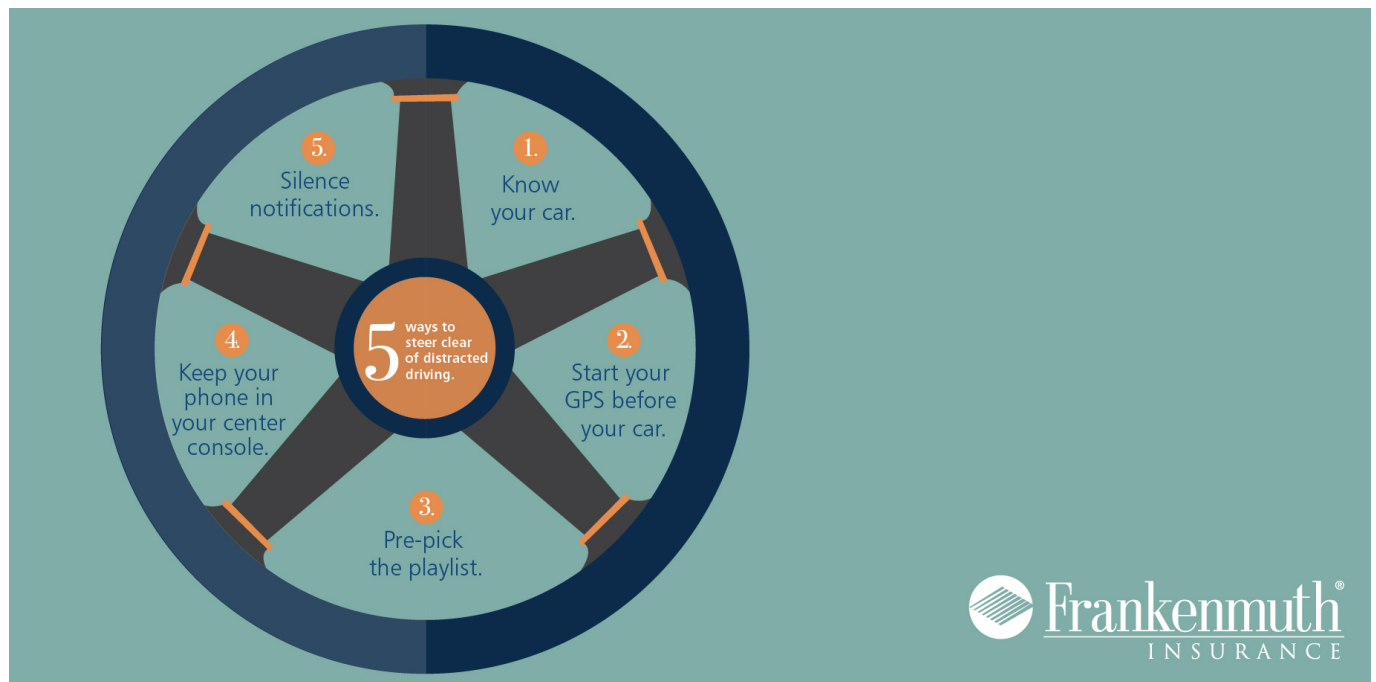 5 ways to
steer clear
of distracted
driving.
1.
Know
your car.
2.
Start your
GPS before
your car.
3.
Pre-pick
the playlist.
4.
Keep your
phone in
your center
console.
5.
Silence
notifications.
Frankenmuth®
INSURANCE